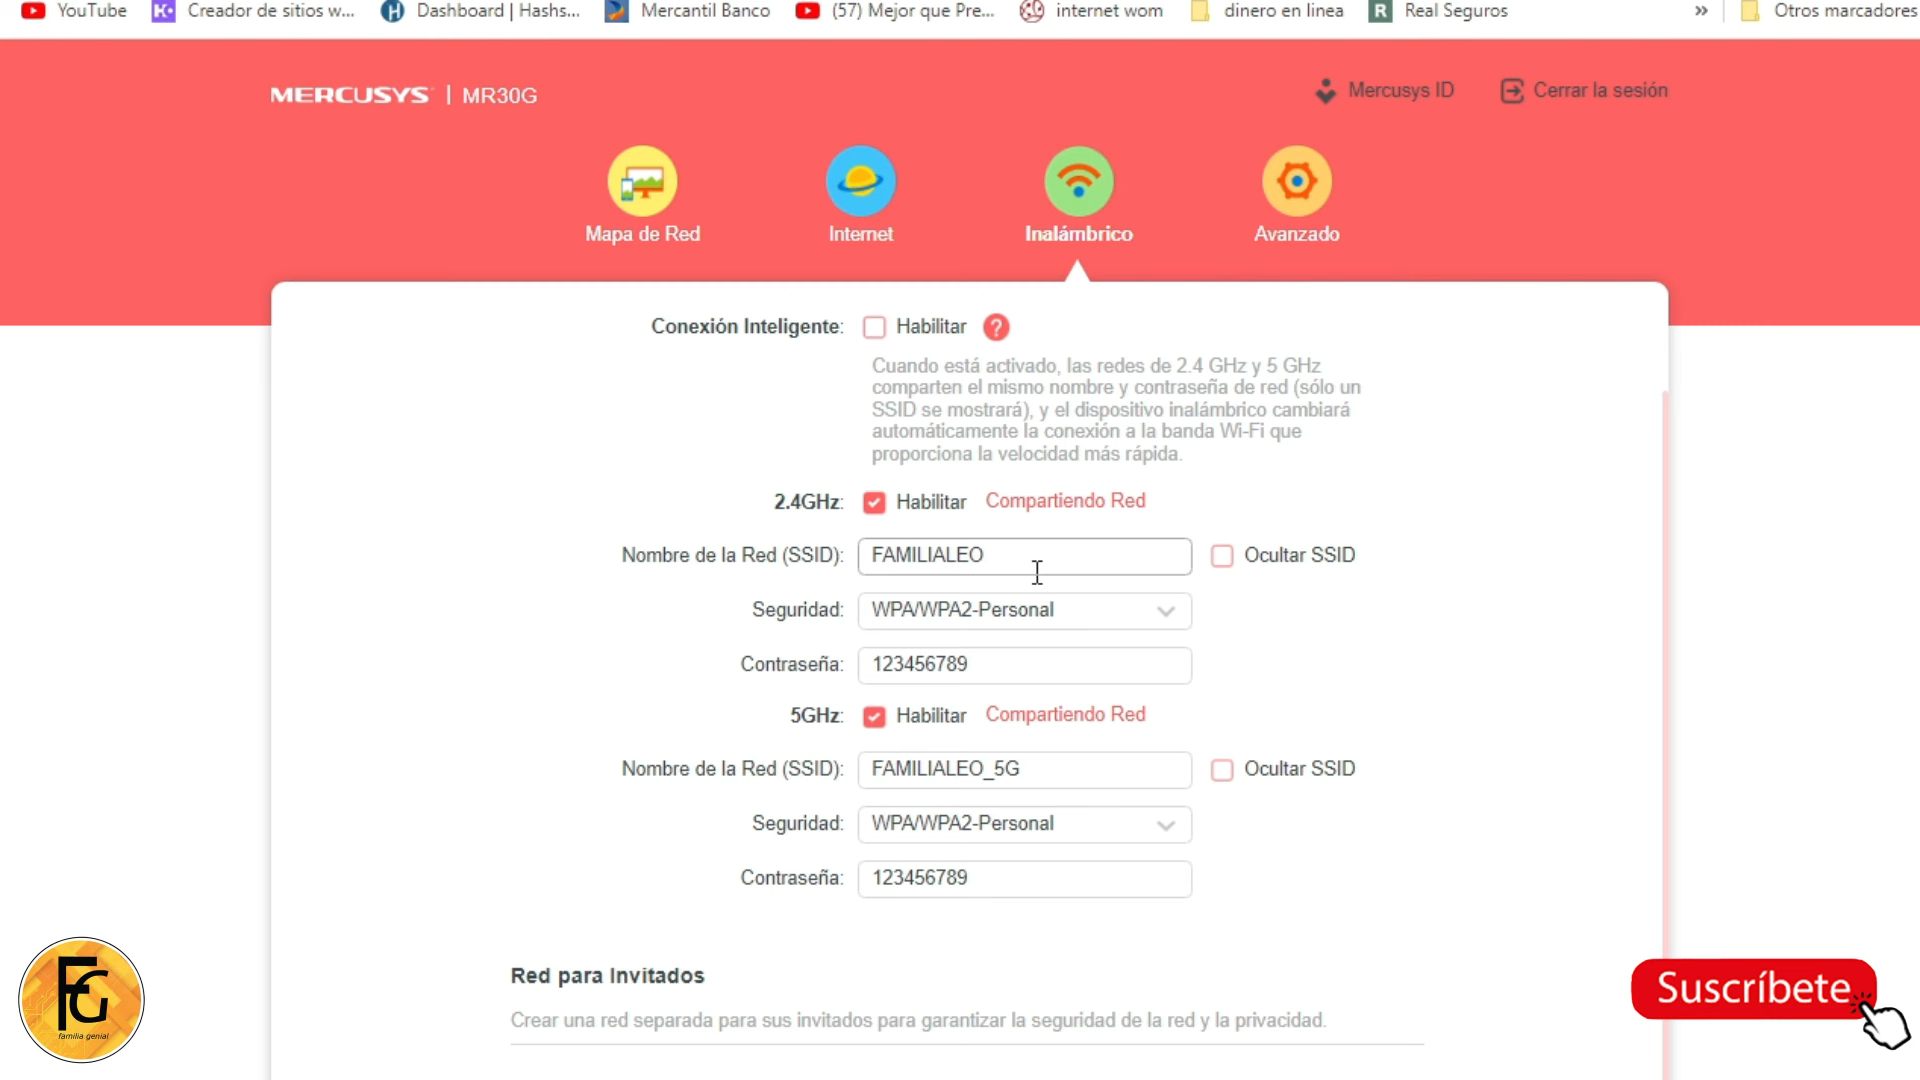 YouTube Creador de sitios w... Dashboard | Hashs... Mercantil Banco (57) Mejor que Pre... internet wom dinero en linea Real Seguros » Otros marcadores
MERCUSYS | MR30G
Mercusys ID Cerrar la sesión
Mapa de Red Internet Inalámbrico Avanzado
Conexión Inteligente: Habilitar ?
Cuando está activado, las redes de 2.4 GHz y 5 GHz
comparten el mismo nombre y contraseña de red (sólo un
SSID se mostrará), y el dispositivo inalámbrico cambiará
automáticamente la conexión a la banda Wi-Fi que
proporciona la velocidad más rápida.
2.4GHz: Habilitar Compartiendo Red
Nombre de la Red (SSID): FAMILIALEO Ocultar SSID
Seguridad: WPA/WPA2-Personal
Contraseña: 123456789
5GHz: Habilitar Compartiendo Red
Nombre de la Red (SSID): FAMILIALEO_5G Ocultar SSID
Seguridad: WPA/WPA2-Personal
Contraseña: 123456789
Red para Invitados
Crear una red separada para sus invitados para garantizar la seguridad de la red y la privacidad.
FG
familia genial
Suscríbete